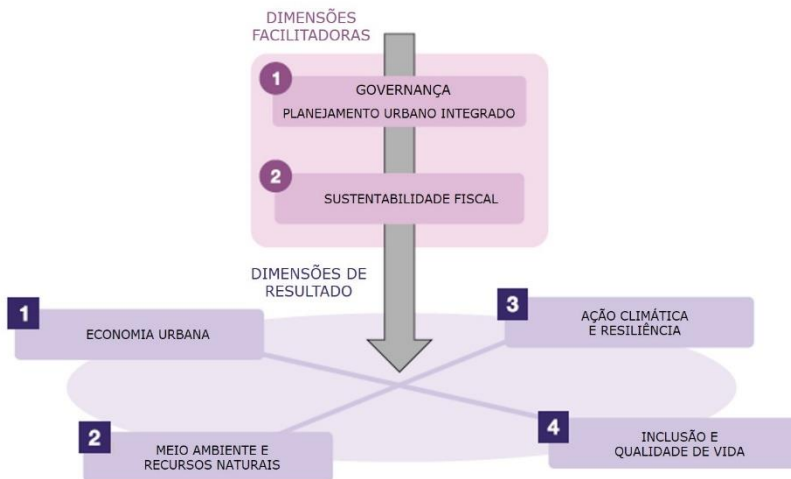 DIMENSÕES
FACILITADORAS
1
GOVERNANÇA
PLANEJAMENTO URBANO INTEGRADO
2
SUSTENTABILIDADE FISCAL
DIMENSÕES DE
RESULTADO
1
ECONOMIA URBANA
3
AÇÃO CLIMÁTICA
E RESILIÊNCIA
2
MEIO AMBIENTE E
RECURSOS NATURAIS
4
INCLUSÃO E
QUALIDADE DE VIDA